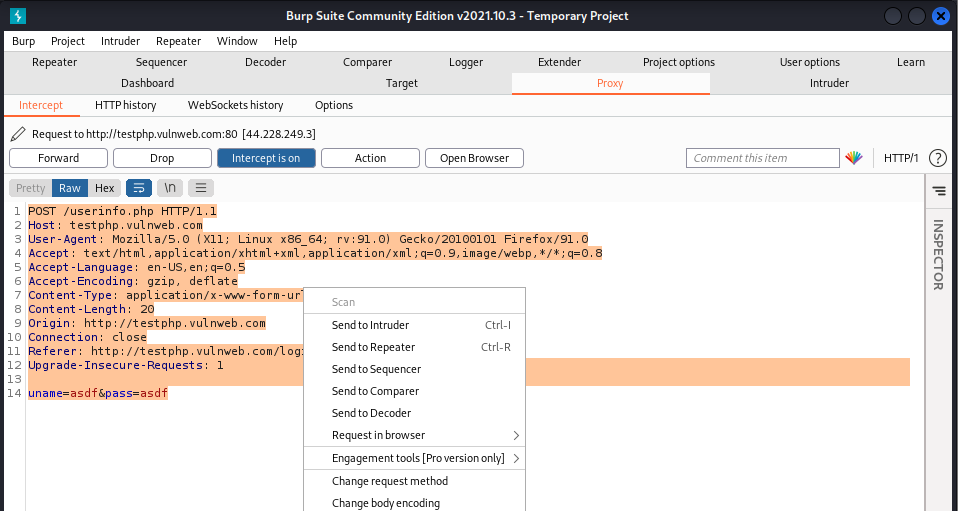 Burp Suite Community Edition v2021.10.3 - Temporary Project
Burp Project Intruder Repeater Window Help
Repeater Sequencer Decoder Comparer Logger Extender Project options User options Learn
Dashboard Target Proxy Intruder
Intercept HTTP history WebSockets history Options
Request to http://testphp.vulnweb.com:80 [44.228.249.3]
Forward Drop Intercept is on Action Open Browser Comment this item HTTP/1 ?
Pretty Raw Hex \n
1 POST /userinfo.php HTTP/1.1
2 Host: testphp.vulnweb.com
3 User-Agent: Mozilla/5.0 (X11; Linux x86_64; rv:91.0) Gecko/20100101 Firefox/91.0
4 Accept: text/html,application/xhtml+xml,application/xml;q=0.9,image/webp,*/*;q=0.8
5 Accept-Language: en-US,en;q=0.5
6 Accept-Encoding: gzip, deflate
7 Content-Type: application/x-www-form-ur
8 Content-Length: 20
9 Origin: http://testphp.vulnweb.com
10 Connection: close
11 Referer: http://testphp.vulnweb.com/logi
12 Upgrade-Insecure-Requests: 1
13
14 uname=asdf&pass=asdf
Scan
Send to Intruder Ctrl-I
Send to Repeater Ctrl-R
Send to Sequencer
Send to Comparer
Send to Decoder
Request in browser
Engagement tools [Pro version only]
Change request method
Change body encoding
INSPECTOR